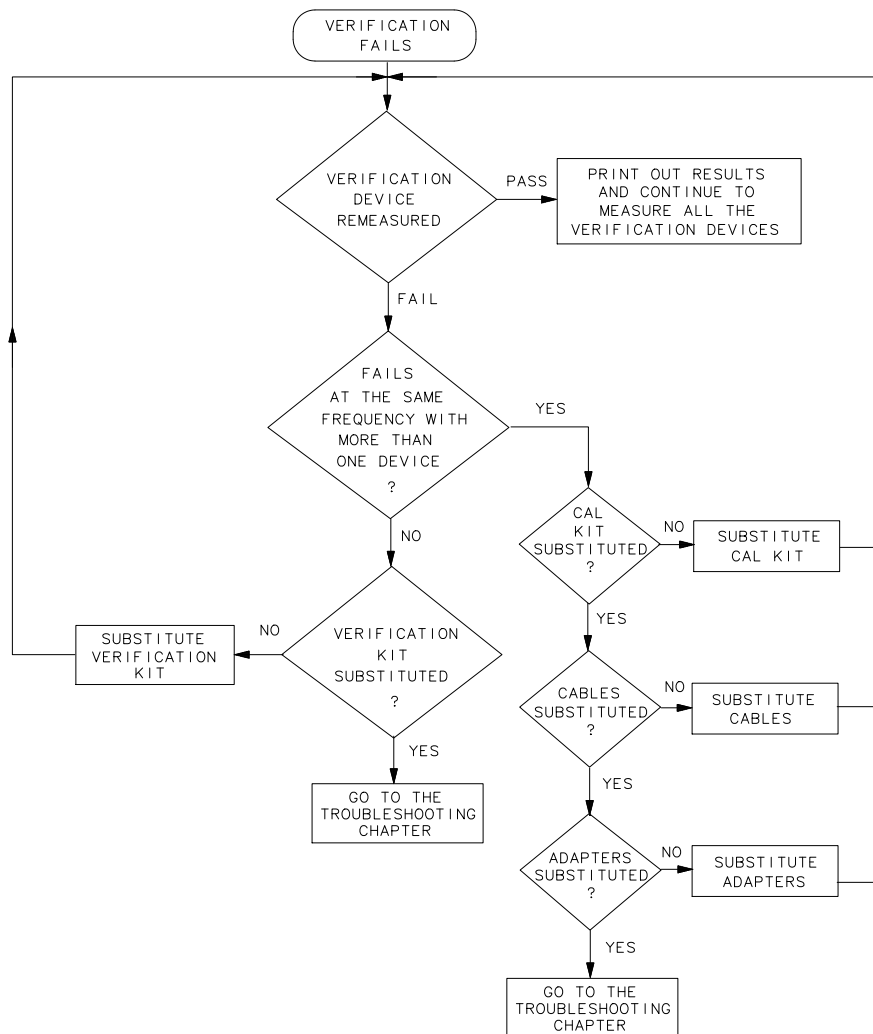 VERIFICATION
FAILS
VERIFICATION
DEVICE
REMEASURED
PASS
PRINT OUT RESULTS
AND CONTINUE TO
MEASURE ALL THE
VERIFICATION DEVICES
FAIL
FAILS
AT THE SAME
FREQUENCY WITH
MORE THAN
ONE DEVICE
?
YES
NO
CAL
KIT
SUBSTITUTED
?
NO
SUBSTITUTE
CAL KIT
YES
VERIFICATION
KIT
SUBSTITUTED
?
NO
SUBSTITUTE
VERIFICATION
KIT
YES
GO TO THE
TROUBLESHOOTING
CHAPTER
CABLES
SUBSTITUTED
?
NO
SUBSTITUTE
CABLES
YES
ADAPTERS
SUBSTITUTED
?
NO
SUBSTITUTE
ADAPTERS
YES
GO TO THE
TROUBLESHOOTING
CHAPTER